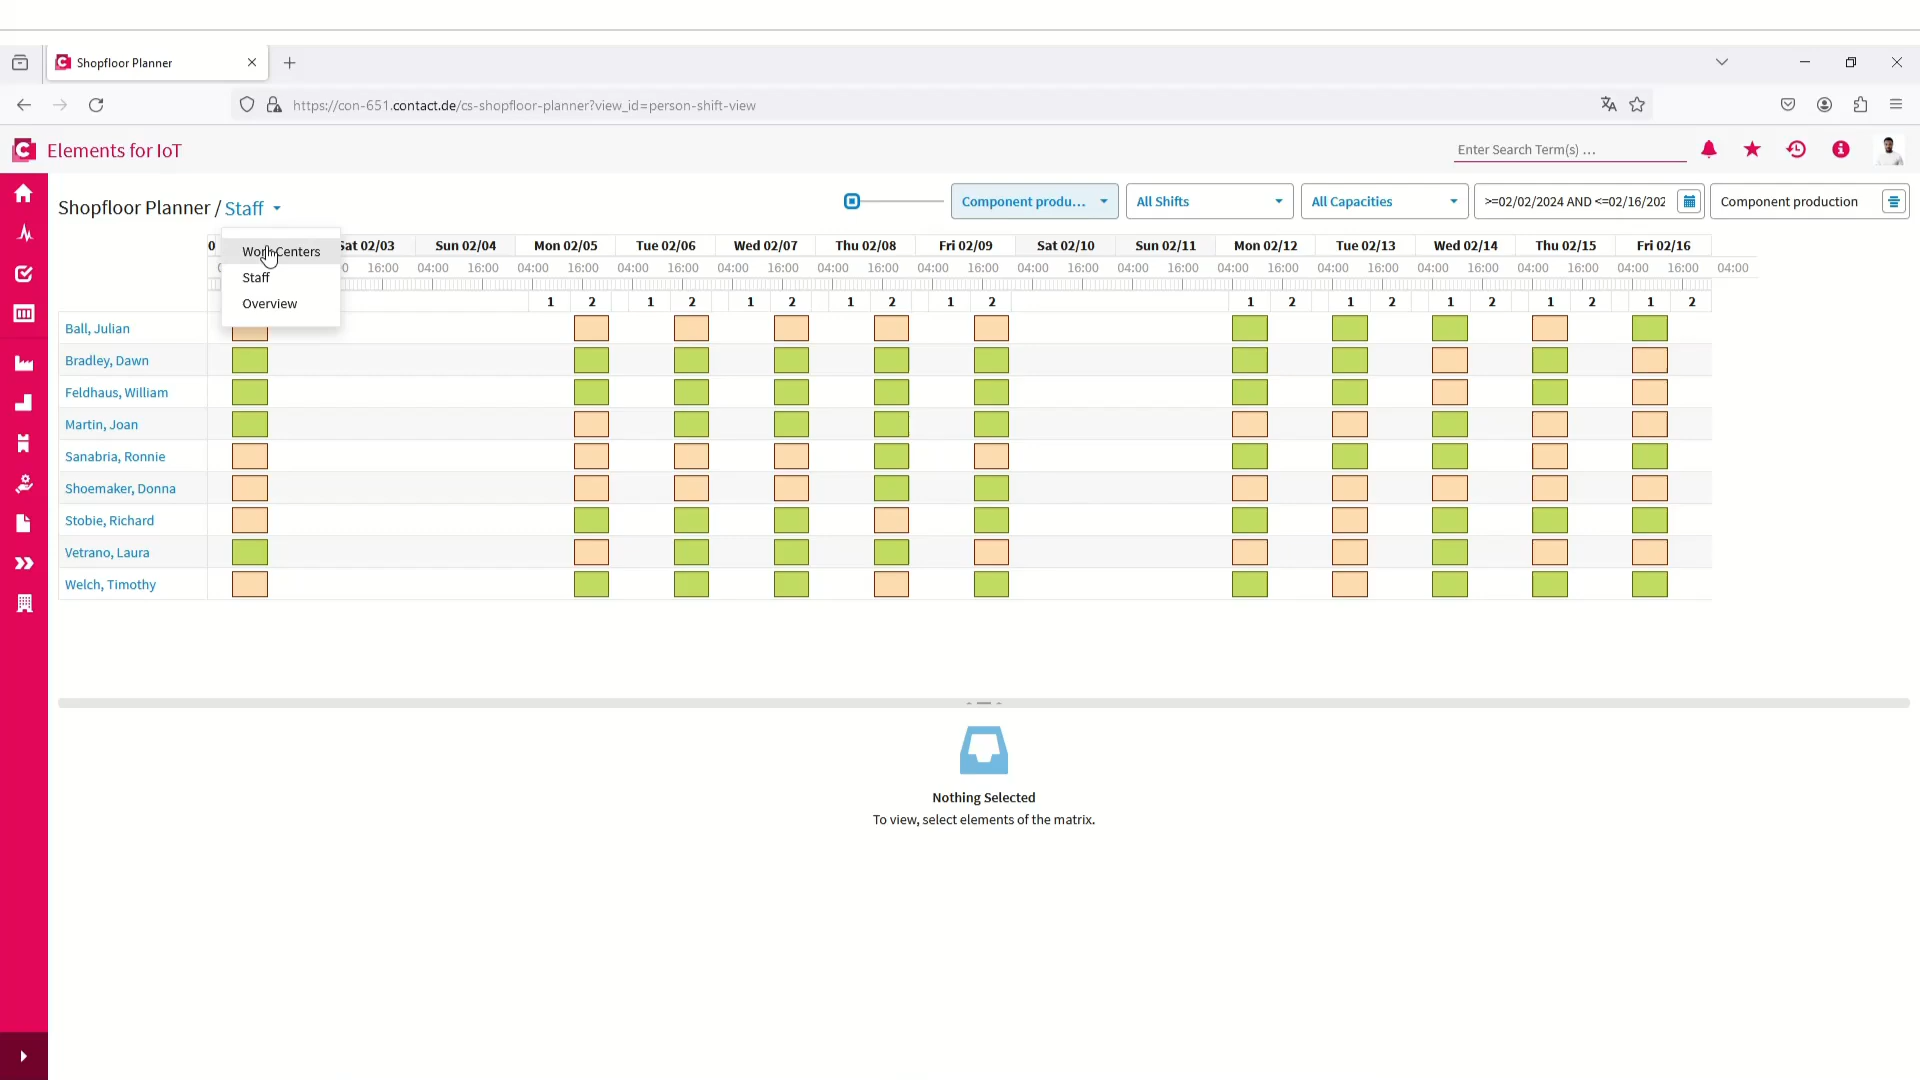 Shopfloor Planner
https://con-651.contact.de/cs-shopfloor-planner?view_id=person-shift-view
Elements for IoT
Enter Search Term(s) ...
Shopfloor Planner / Staff
Component produ... All Shifts All Capacities >=02/02/2024 AND <=02/16/202 Component production
0 Sat 02/03 Sun 02/04 Mon 02/05 Tue 02/06 Wed 02/07 Thu 02/08 Fri 02/09 Sat 02/10 Sun 02/11 Mon 02/12 Tue 02/13 Wed 02/14 Thu 02/15 Fri 02/16
16:00 04:00 16:00 04:00 16:00 04:00 16:00 04:00 16:00 04:00 16:00 04:00 16:00 04:00 16:00 04:00 16:00 04:00 16:00 04:00 16:00 04:00 16:00 04:00 16:00 04:00 16:00 04:00
Work Centers
Staff
Overview
1 2 1 2 1 2 1 2 1 2 1 2 1 2 1 2 1 2 1 2
Ball, Julian
Bradley, Dawn
Feldhaus, William
Martin, Joan
Sanabria, Ronnie
Shoemaker, Donna
Stobie, Richard
Vetrano, Laura
Welch, Timothy
Nothing Selected
To view, select elements of the matrix.